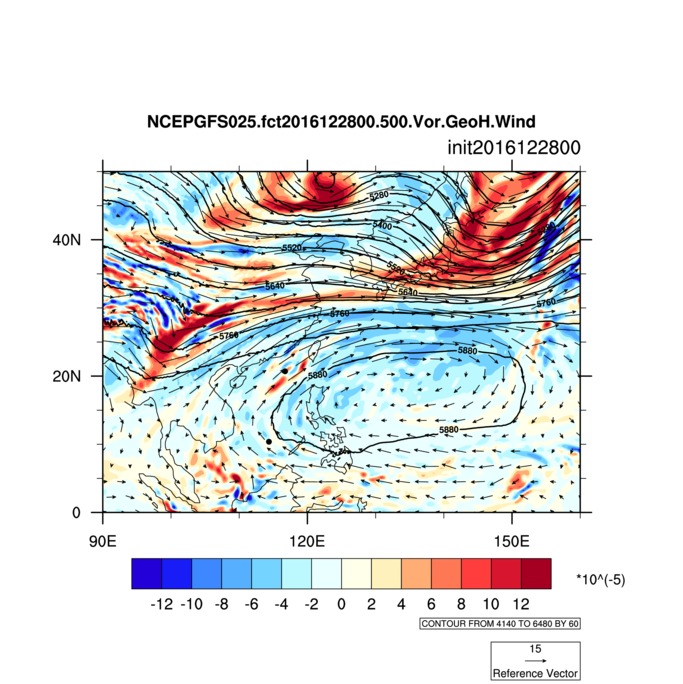 NCEPGFS025.fct2016122800.500.Vor.GeoH.Wind
init2016122800
5280
5400
40N
5520
5640
5640
5760
5760
5760
5880
20N
5880
5880
0
90E 120E 150E
-12 -10 -8 -6 -4 -2 0 2 4 6 8 10 12
*10^(-5)
CONTOUR FROM 4140 TO 6480 BY 60
15
Reference Vector